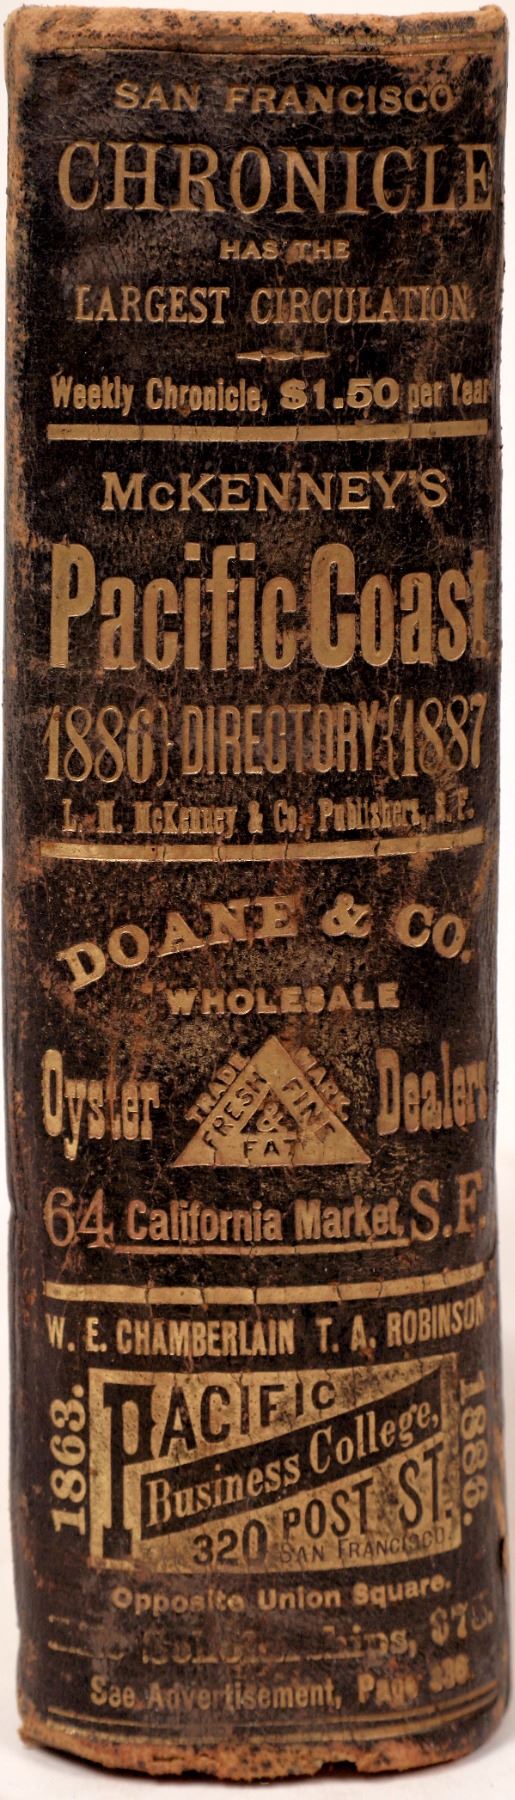 SAN FRANCISCO
CHRONICLE
HAS THE
LARGEST CIRCULATION.
Weekly Chronicle, $1.50 per Year
McKENNEY'S
Pacific Coast
1886} DIRECTORY {1887
L. M. McKenney & Co., Publishers, S. F.
DOANE & CO.
WHOLESALE
Oyster Dealers
TRADE MARK
FRESH FINE
&
FAT
64 California Market, S.F.
W. E. CHAMBERLAIN T. A. ROBINSON
1863. 1886.
PACIFIC
Business College,
320 POST ST.
SAN FRANCISCO.
Opposite Union Square.
Scholarships,
See Advertisement, Page